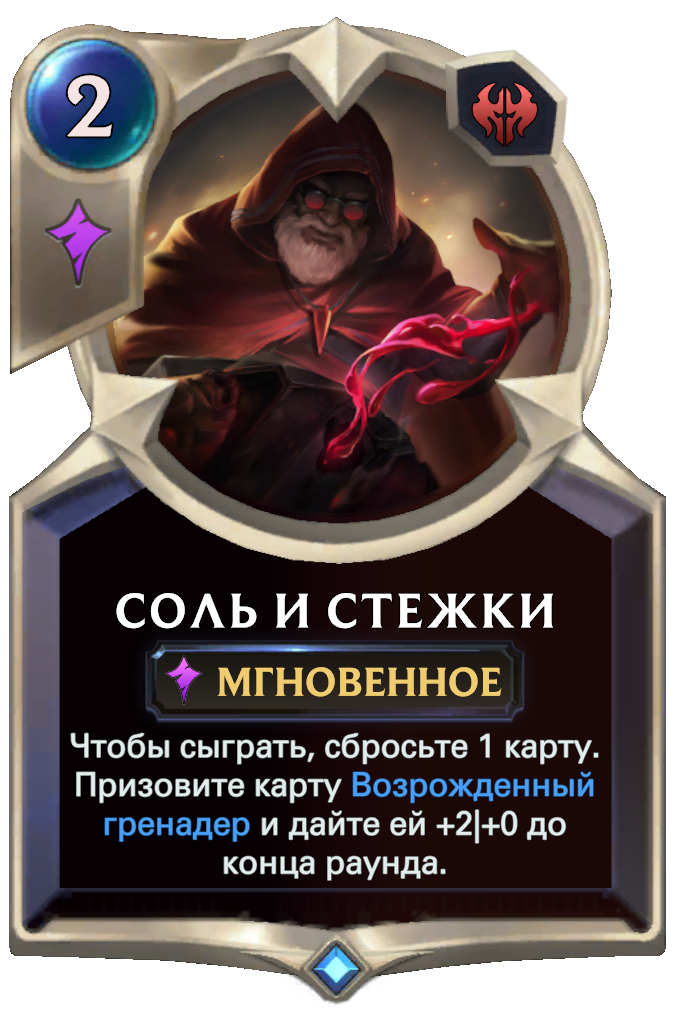 2
СОЛЬ И СТЕЖКИ
МГНОВЕННОЕ
Чтобы сыграть, сбросьте 1 карту.
Призовите карту Возрожденный
гренадер и дайте ей +2|+0 до
конца раунда.